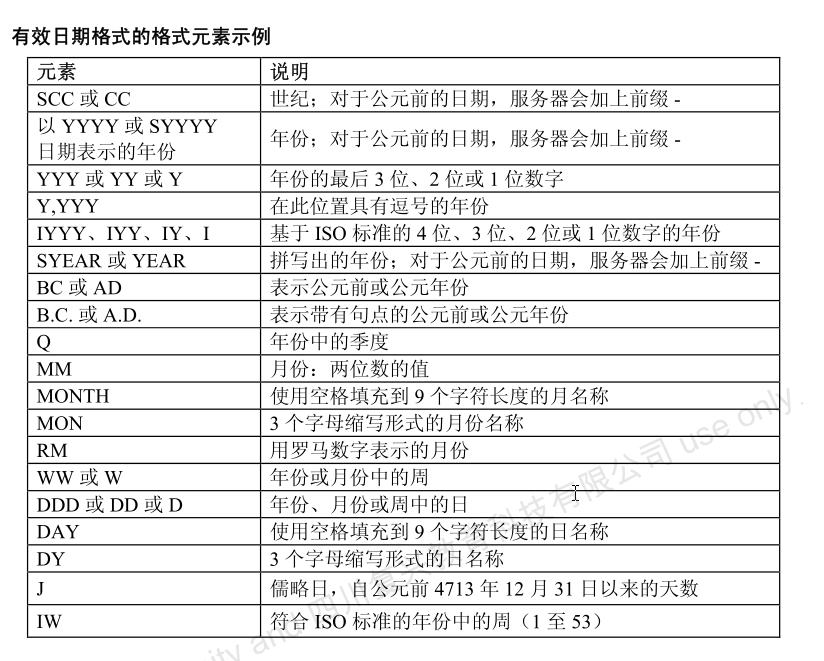 有效日期格式的格式元素示例
元素 说明
SCC 或 CC 世纪；对于公元前的日期，服务器会加上前缀 -
以 YYYY 或 SYYYY
日期表示的年份 年份；对于公元前的日期，服务器会加上前缀 -
YYY 或 YY 或 Y 年份的最后 3 位、2 位或 1 位数字
Y,YYY 在此位置具有逗号的年份
IYYY、IYY、IY、I 基于 ISO 标准的 4 位、3 位、2 位或 1 位数字的年份
SYEAR 或 YEAR 拼写出的年份；对于公元前的日期，服务器会加上前缀 -
BC 或 AD 表示公元前或公元年份
B.C. 或 A.D. 表示带有句点的公元前或公元年份
Q 年份中的季度
MM 月份：两位数的值
MONTH 使用空格填充到 9 个字符长度的月名称
MON 3 个字母缩写形式的月份名称
RM 用罗马数字表示的月份
WW 或 W 年份或月份中的周
DDD 或 DD 或 D 年份、月份或周中的日
DAY 使用空格填充到 9 个字符长度的日名称
DY 3 个字母缩写形式的日名称
J 儒略日，自公元前 4713 年 12 月 31 日以来的天数
IW 符合 ISO 标准的年份中的周（1 至 53）
科技有限公司 use only